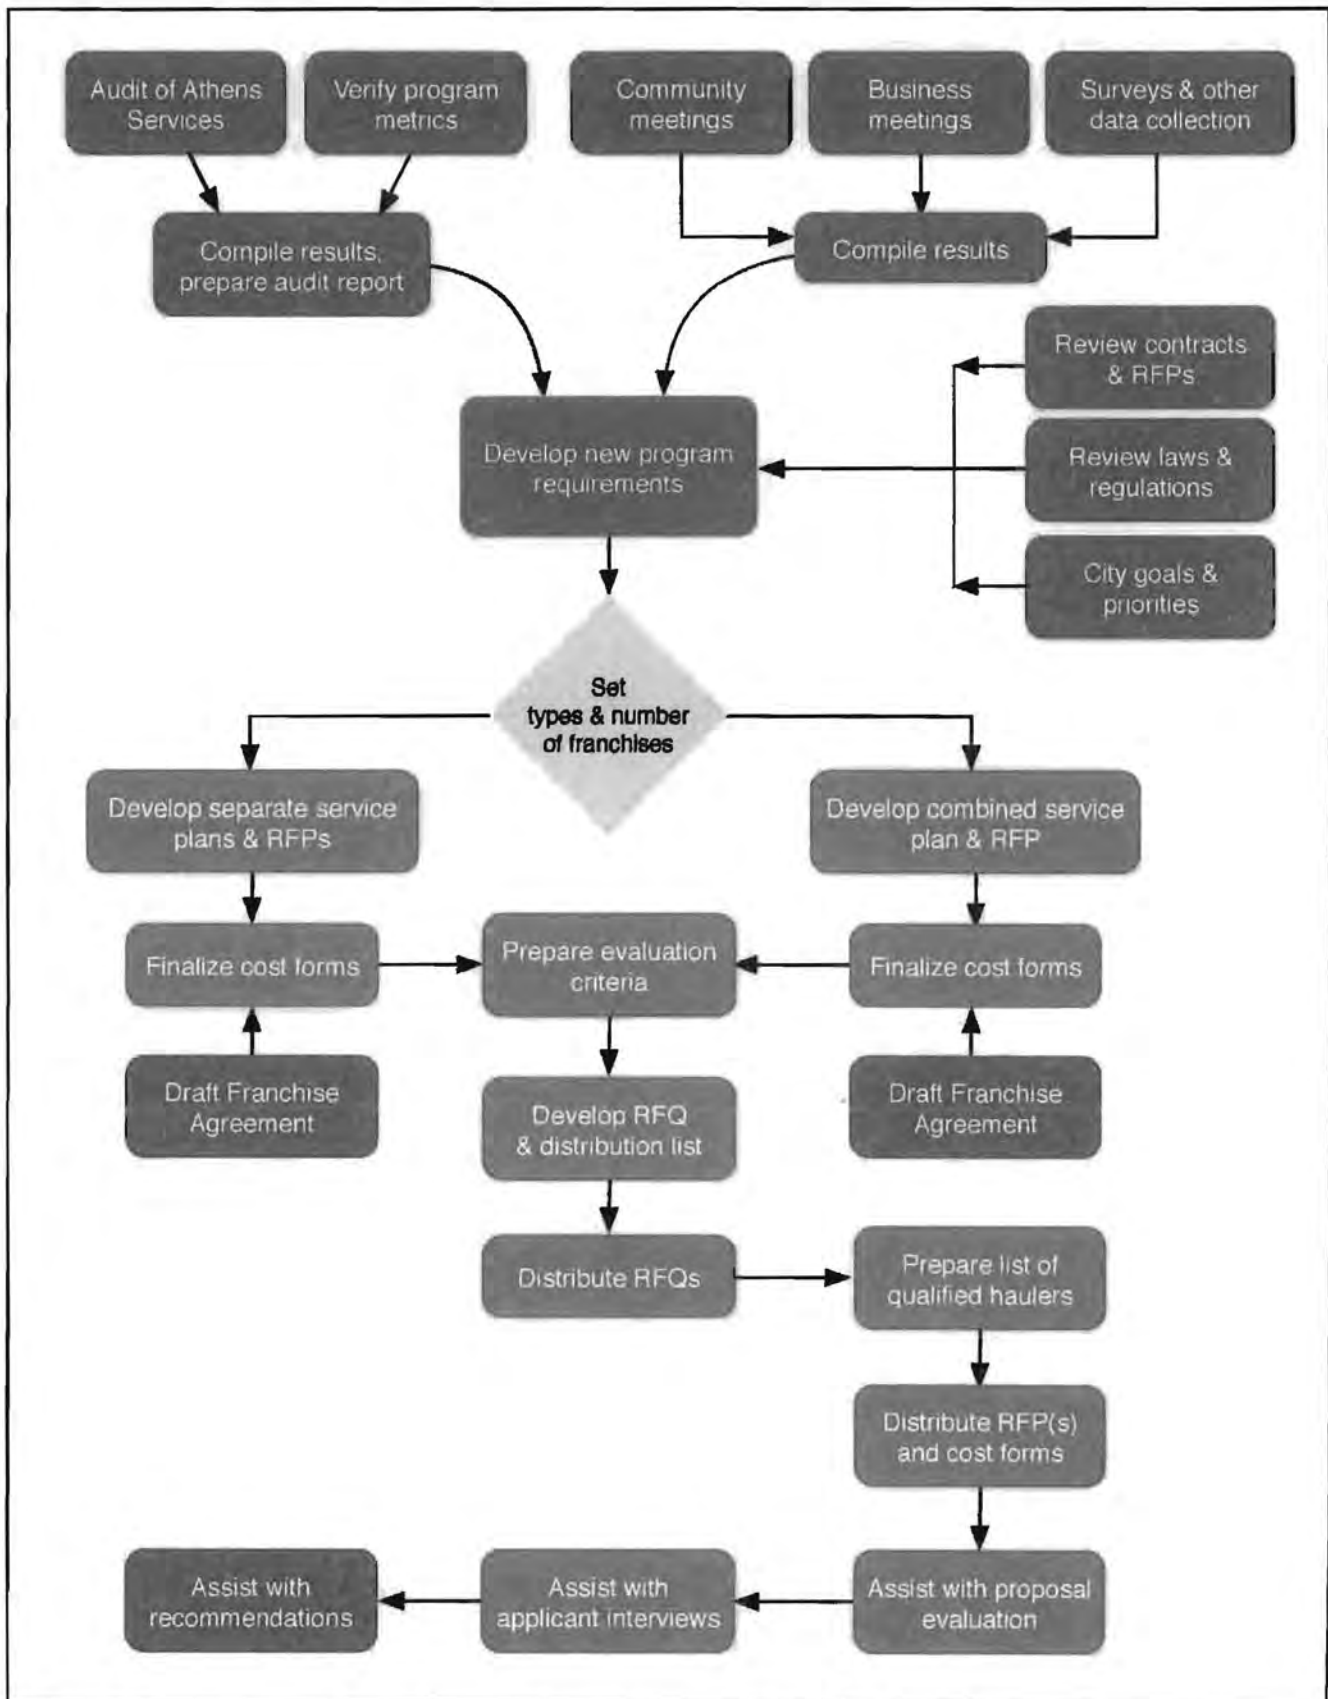 Audit of Athens
Services
Verify program
metrics
Community
meetings
Business
meetings
Surveys & other
data collection
Compile results,
prepare audit report
Compile results
Review contracts
& RFPs
Develop new program
requirements
Review laws &
regulations
City goals &
priorities
Set
types & number
of franchises
Develop separate service
plans & RFPs
Develop combined service
plan & RFP
Finalize cost forms
Prepare evaluation
criteria
Finalize cost forms
Draft Franchise
Agreement
Develop RFQ
& distribution list
Draft Franchise
Agreement
Distribute RFQs
Prepare list of
qualified haulers
Distribute RFP(s)
and cost forms
Assist with
recommendations
Assist with
applicant interviews
Assist with proposal
evaluation